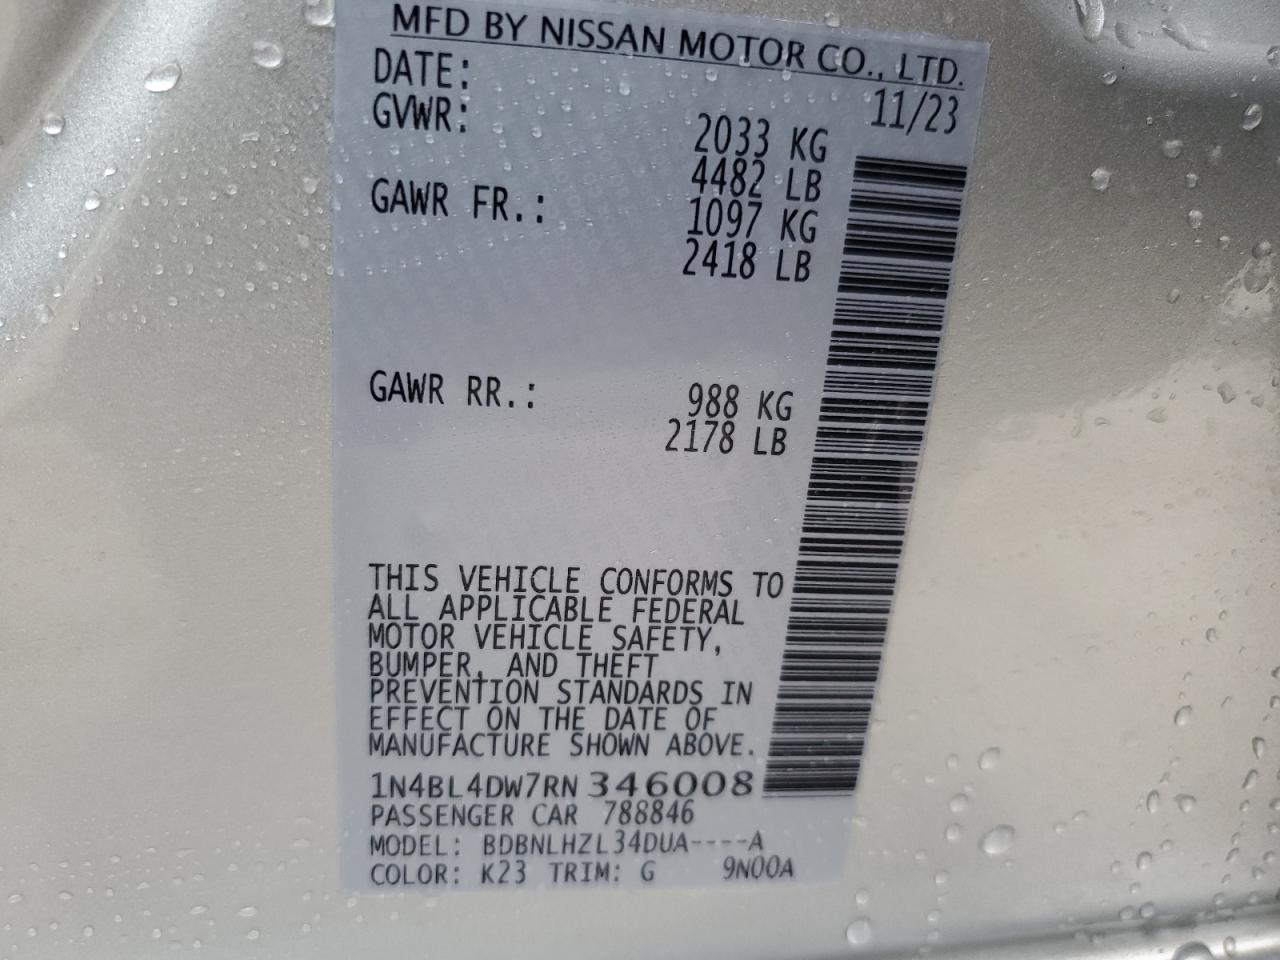 MFD BY NISSAN MOTOR CO., LTD.
DATE: 11/23
GVWR: 2033 KG
4482 LB
GAWR FR.: 1097 KG
2418 LB
GAWR RR.: 988 KG
2178 LB
THIS VEHICLE CONFORMS TO
ALL APPLICABLE FEDERAL
MOTOR VEHICLE SAFETY,
BUMPER, AND THEFT
PREVENTION STANDARDS IN
EFFECT ON THE DATE OF
MANUFACTURE SHOWN ABOVE.
1N4BL4DW7RN346008
PASSENGER CAR 788846
MODEL: BDBNLHZL34DUA----A
COLOR: K23 TRIM: G 9N00A